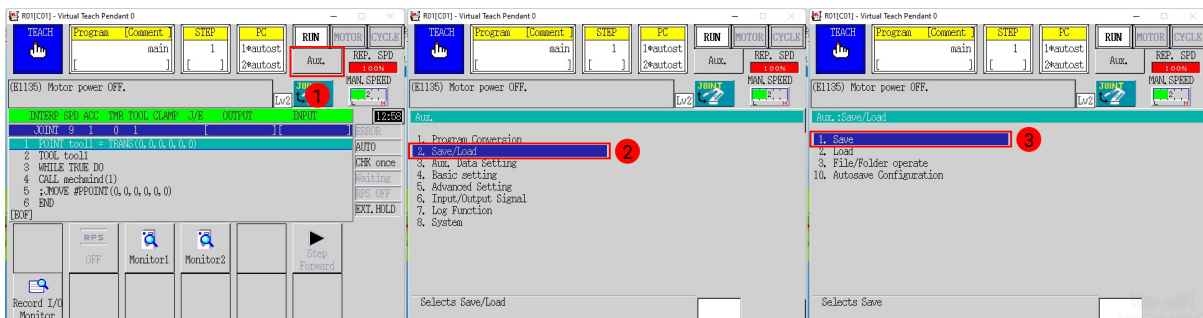 R01[C01] - Virtual Teach Pendant 0
TEACH
Program [Comment ]
main
[ ]
STEP
1
[ ]
PC
1*autost
2*autost
RUN
MOTOR
CYCLE
Aux.
REP. SPD
100%
(E1135) Motor power OFF.
Lv2
JOINT
1
MAN. SPEED
2
INTERP SPD ACC TMR TOOL CLAMP J/E OUTPUT INPUT
12:58
JOINT 9 1 0 1 [ ][ ]
ERROR
1 POINT tool1 = TRANS(0,0,0,0,0,0)
AUTO
2 TOOL tool1
3 WHILE TRUE DO
CHK once
4 CALL mechmind(1)
Waiting
5 ;JMOVE #PPOINT(0,0,0,0,0,0)
RPS OFF
6 END
EXT. HOLD
[EOF]
RPS
OFF
Monitor1
Monitor2
Step
Forward
Record I/O
Monitor
R01[C01] - Virtual Teach Pendant 0
TEACH
Program [Comment ]
main
[ ]
STEP
1
[ ]
PC
1*autost
2*autost
RUN
MOTOR
CYCLE
Aux.
REP. SPD
100%
(E1135) Motor power OFF.
Lv2
JOINT
MAN. SPEED
2
Aux.
1. Program Conversion
2. Save/Load
2
3. Aux. Data Setting
4. Basic setting
5. Advanced Setting
6. Input/Output Signal
7. Log Function
8. System
Selects Save/Load
R01[C01] - Virtual Teach Pendant 0
TEACH
Program [Comment ]
main
[ ]
STEP
1
[ ]
PC
1*autost
2*autost
RUN
MOTOR
CYCLE
Aux.
REP. SPD
100%
(E1135) Motor power OFF.
Lv2
JOINT
MAN. SPEED
2
Aux.:Save/Load
1. Save
3
2. Load
3. File/Folder operate
10. Autosave Configuration
Selects Save